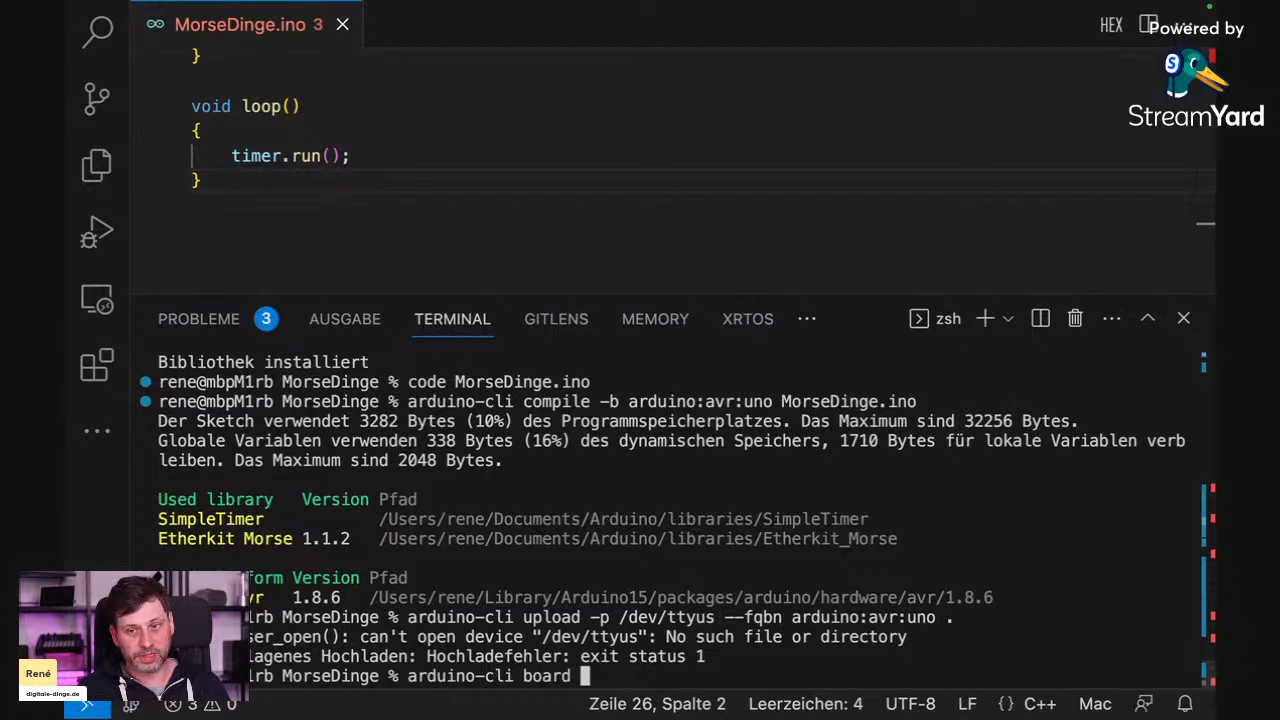 MorseDinge.ino 3
HEX
Powered by
S
StreamYard
}
void loop()
{
timer.run();
}
PROBLEME 3 AUSGABE TERMINAL GITLENS MEMORY XRTOS ··· zsh
Bibliothek installiert
rene@mbpM1rb MorseDinge % code MorseDinge.ino
rene@mbpM1rb MorseDinge % arduino-cli compile -b arduino:avr:uno MorseDinge.ino
Der Sketch verwendet 3282 Bytes (10%) des Programmspeicherplatzes. Das Maximum sind 32256 Bytes.
Globale Variablen verwenden 338 Bytes (16%) des dynamischen Speichers, 1710 Bytes für lokale Variablen verb
leiben. Das Maximum sind 2048 Bytes.
Used library Version Pfad
SimpleTimer /Users/rene/Documents/Arduino/libraries/SimpleTimer
Etherkit Morse 1.1.2 /Users/rene/Documents/Arduino/libraries/Etherkit_Morse
form Version Pfad
vr 1.8.6 /Users/rene/Library/Arduino15/packages/arduino/hardware/avr/1.8.6
1rb MorseDinge % arduino-cli upload -p /dev/ttyus --fqbn arduino:avr:uno .
ser_open(): can't open device "/dev/ttyus": No such file or directory
lagenes Hochladen: Hochladefehler: exit status 1
1rb MorseDinge % arduino-cli board
René
digitale-dinge.de
3 0 Zeile 26, Spalte 2 Leerzeichen: 4 UTF-8 LF {} C++ Mac